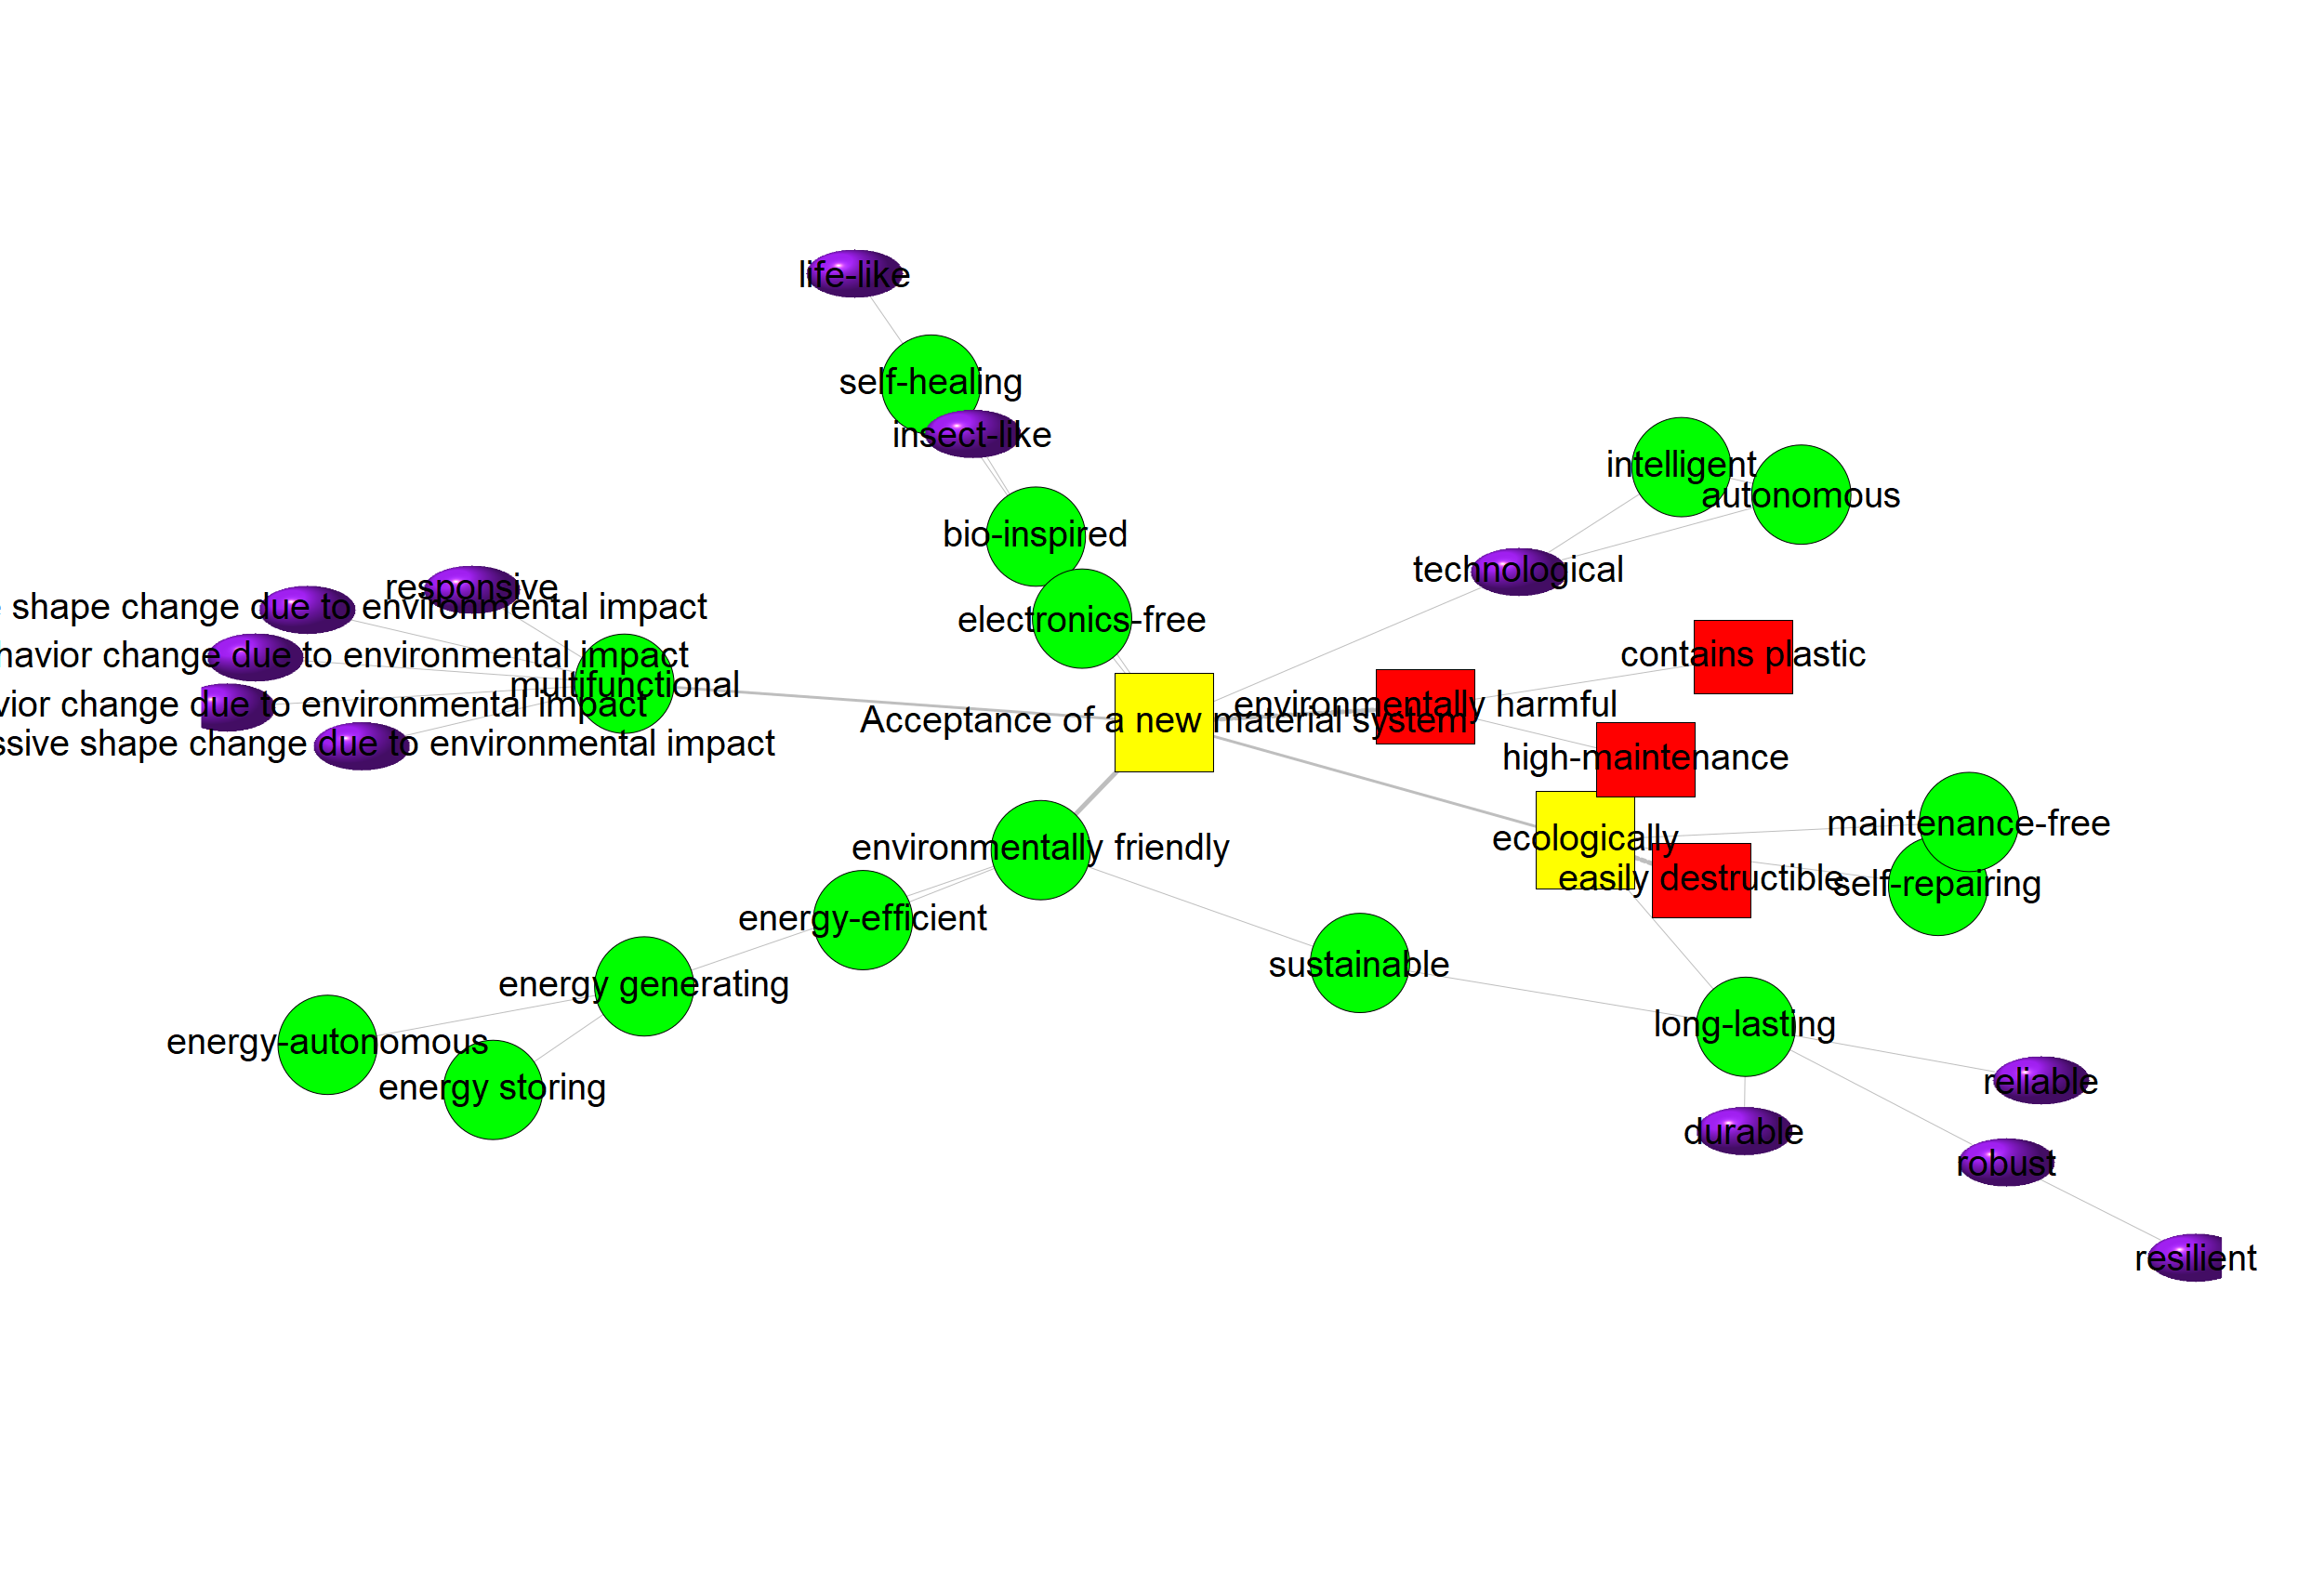 life-like
self-healing
insect-like
intelligent
autonomous
bio-inspired
technological
responsive
shape change due to environmental impact
electronics-free
havior change due to environmental impact
contains plastic
multifunctional
vior change due to environmental impact
environmentally harmful
Acceptance of a new material system
ssive shape change due to environmental impact
high-maintenance
maintenance-free
ecologically
environmentally friendly
easily destructible
self-repairing
energy-efficient
sustainable
energy generating
long-lasting
energy-autonomous
energy storing
reliable
durable
robust
resilient